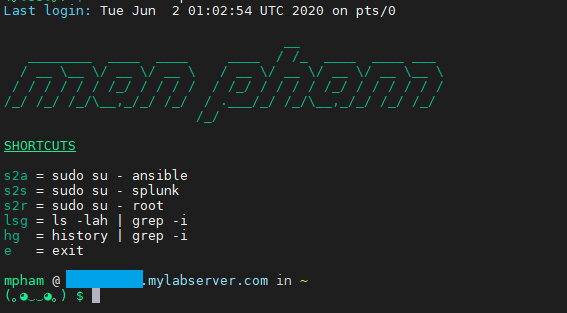 Last login: Tue Jun  2 01:02:54 UTC 2020 on pts/0
man pham
SHORTCUTS
s2a = sudo su - ansible
s2s = sudo su - splunk
s2r = sudo su - root
lsg = ls -lah | grep -i
hg  = history | grep -i
e   = exit
mpham @ .mylabserver.com in ~
(｡◕‿‿◕｡) $